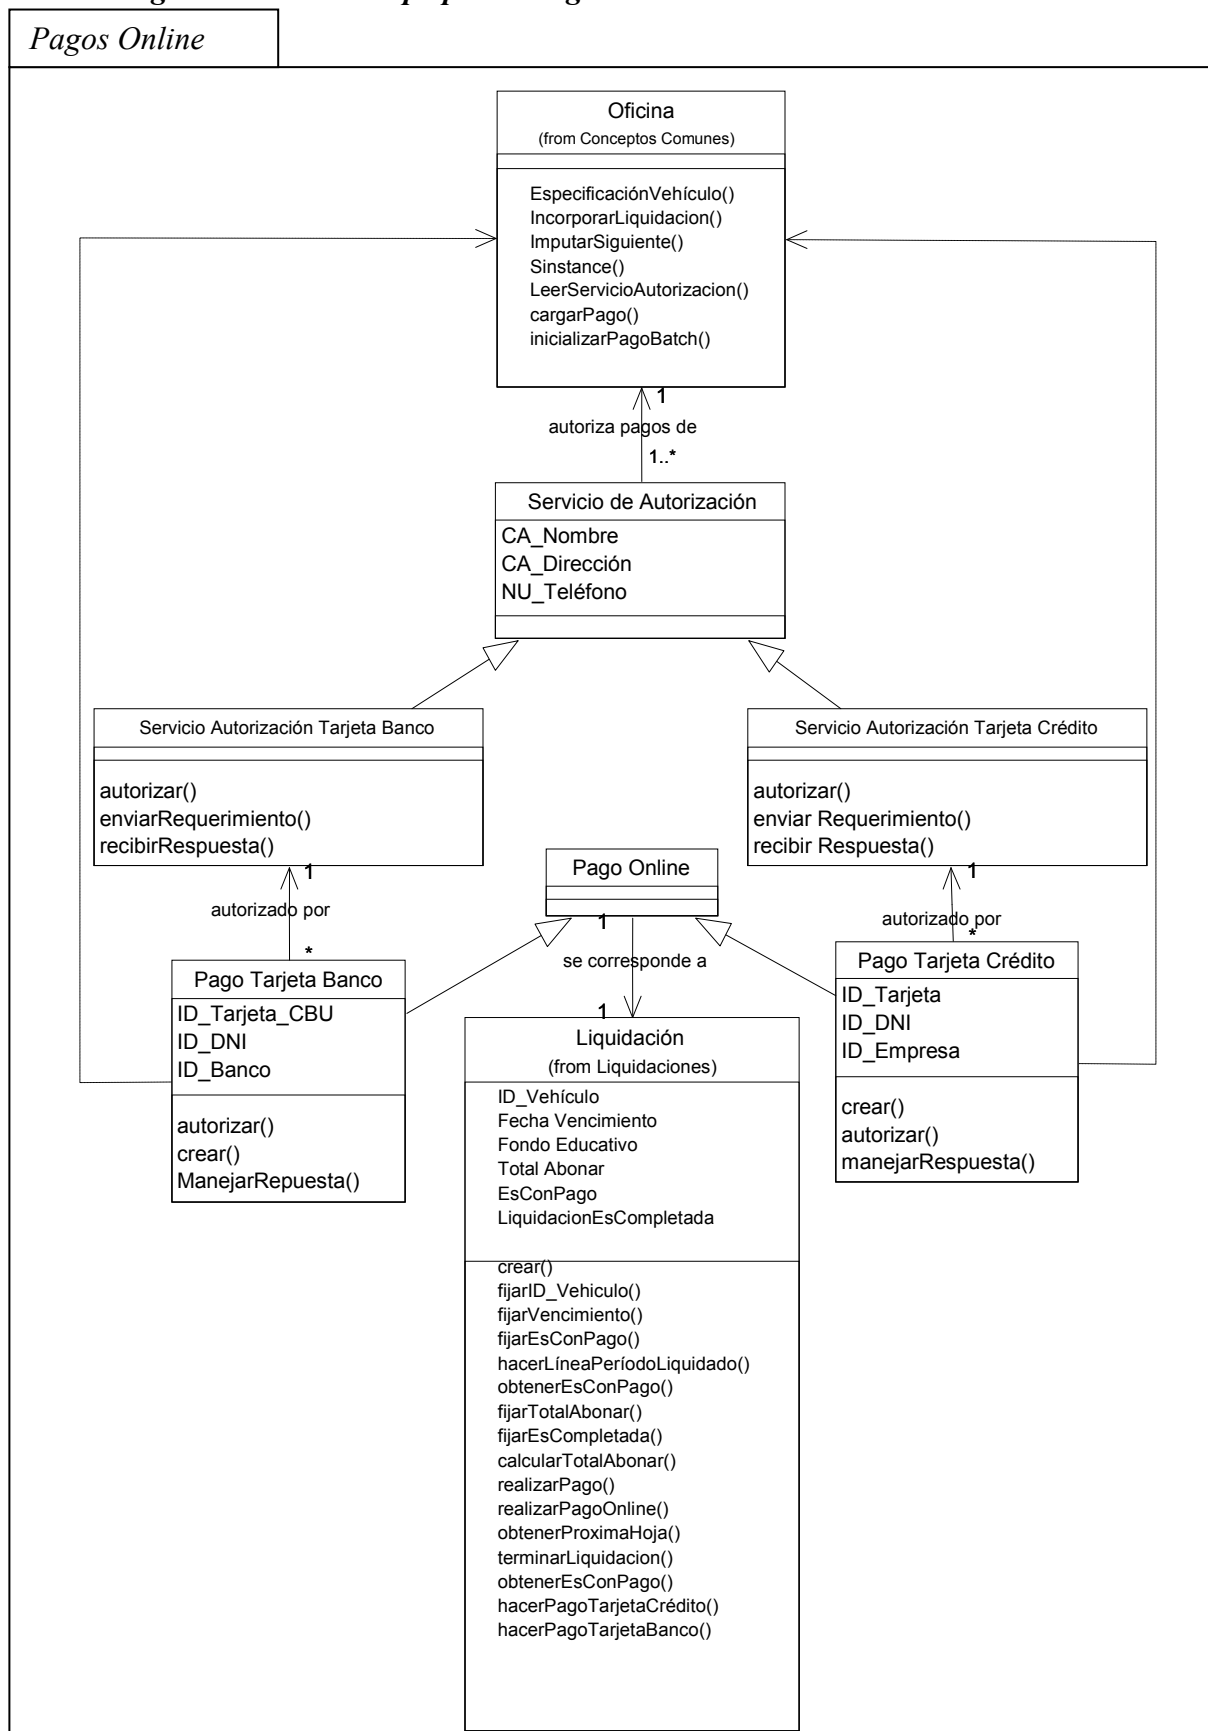 Pagos Online
Oficina
(from Conceptos Comunes)
EspecificaciónVehículo()
IncorporarLiquidacion()
ImputarSiguiente()
Sinstance()
LeerServicioAutorizacion()
cargarPago()
inicializarPagoBatch()
1
autoriza pagos de
1..*
Servicio de Autorización
CA_Nombre
CA_Dirección
NU_Teléfono
Servicio Autorización Tarjeta Banco
autorizar()
enviarRequerimiento()
recibirRespuesta()
Servicio Autorización Tarjeta Crédito
autorizar()
enviar Requerimiento()
recibir Respuesta()
1
autorizado por
*
Pago Online
1
se corresponde a
1
1
autorizado por
*
Pago Tarjeta Banco
ID_Tarjeta_CBU
ID_DNI
ID_Banco
autorizar()
crear()
ManejarRepuesta()
Pago Tarjeta Crédito
ID_Tarjeta
ID_DNI
ID_Empresa
crear()
autorizar()
manejarRespuesta()
Liquidación
(from Liquidaciones)
ID_Vehículo
Fecha Vencimiento
Fondo Educativo
Total Abonar
EsConPago
LiquidacionEsCompletada
crear()
fijarID_Vehiculo()
fijarVencimiento()
fijarEsConPago()
hacerLíneaPeríodoLiquidado()
obtenerEsConPago()
fijarTotalAbonar()
fijarEsCompletada()
calcularTotalAbonar()
realizarPago()
realizarPagoOnline()
obtenerProximaHoja()
terminarLiquidacion()
obtenerEsConPago()
hacerPagoTarjetaCrédito()
hacerPagoTarjetaBanco()